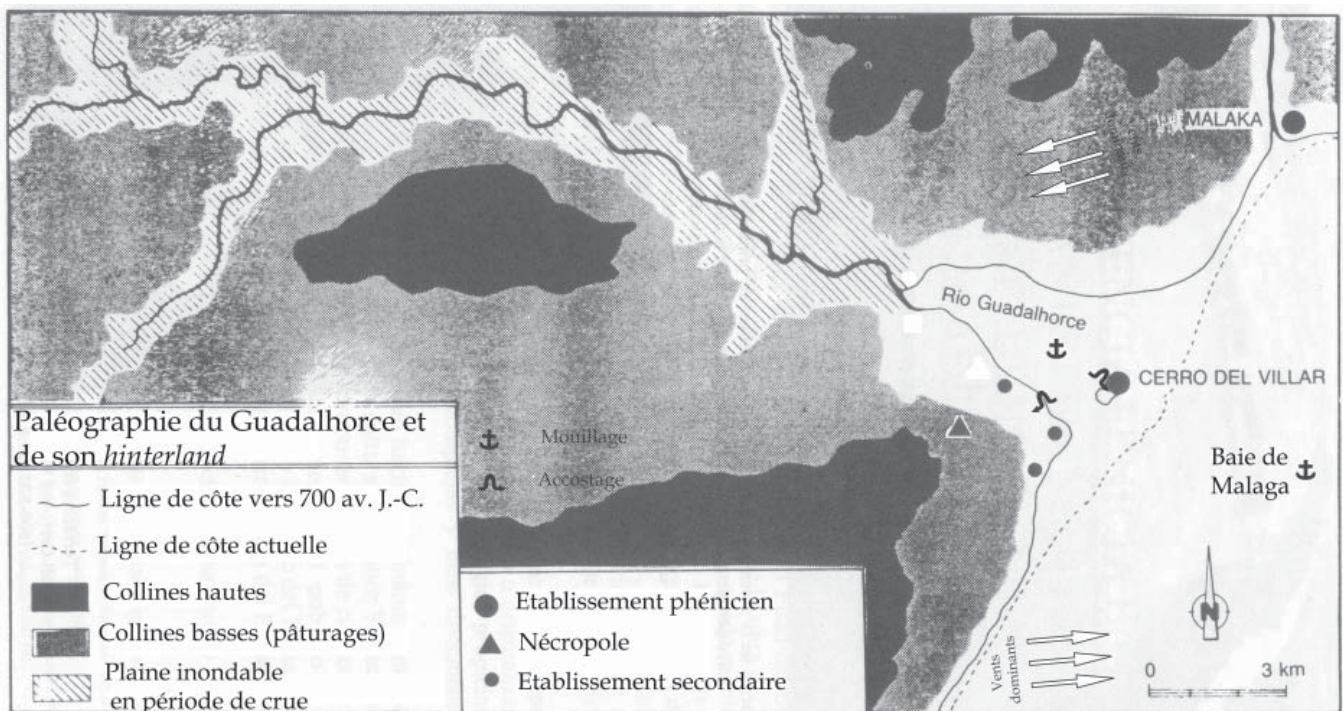 MALAKA
Rio Guadalhorce
CERRO DEL VILLAR
Baie de
Malaga
Paléographie du Guadalhorce et
de son hinterland
Ligne de côte vers 700 av. J.-C.
Ligne de côte actuelle
Collines hautes
Collines basses (pâturages)
Plaine inondable
en période de crue
Mouillage
Accostage
Etablissement phénicien
Nécropole
Etablissement secondaire
Vents
dominants
N
0 3 km